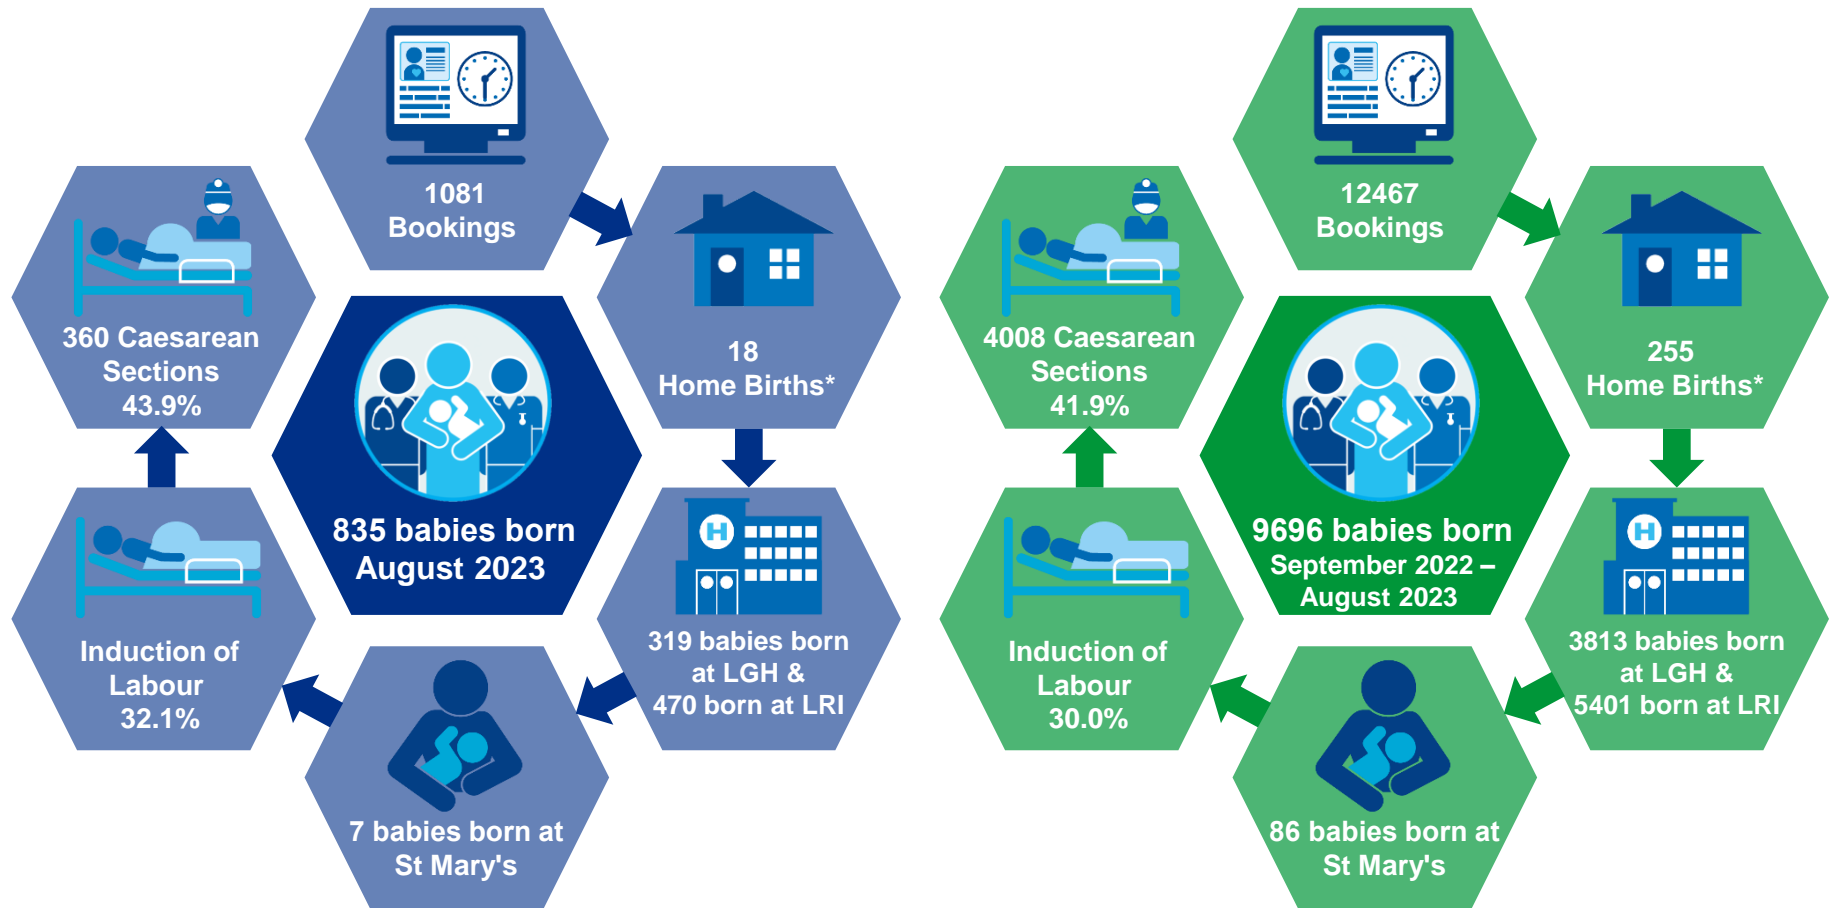 1081
Bookings
18
Home Births*
319 babies born
at LGH &
470 born at LRI
7 babies born at
St Mary's
Induction of
Labour
32.1%
360 Caesarean
Sections
43.9%
835 babies born
August 2023
12467
Bookings
255
Home Births*
H
3813 babies born
at LGH &
5401 born at LRI
86 babies born at
St Mary's
Induction of
Labour
30.0%
4008 Caesarean
Sections
41.9%
9696 babies born
September 2022 –
August 2023
H